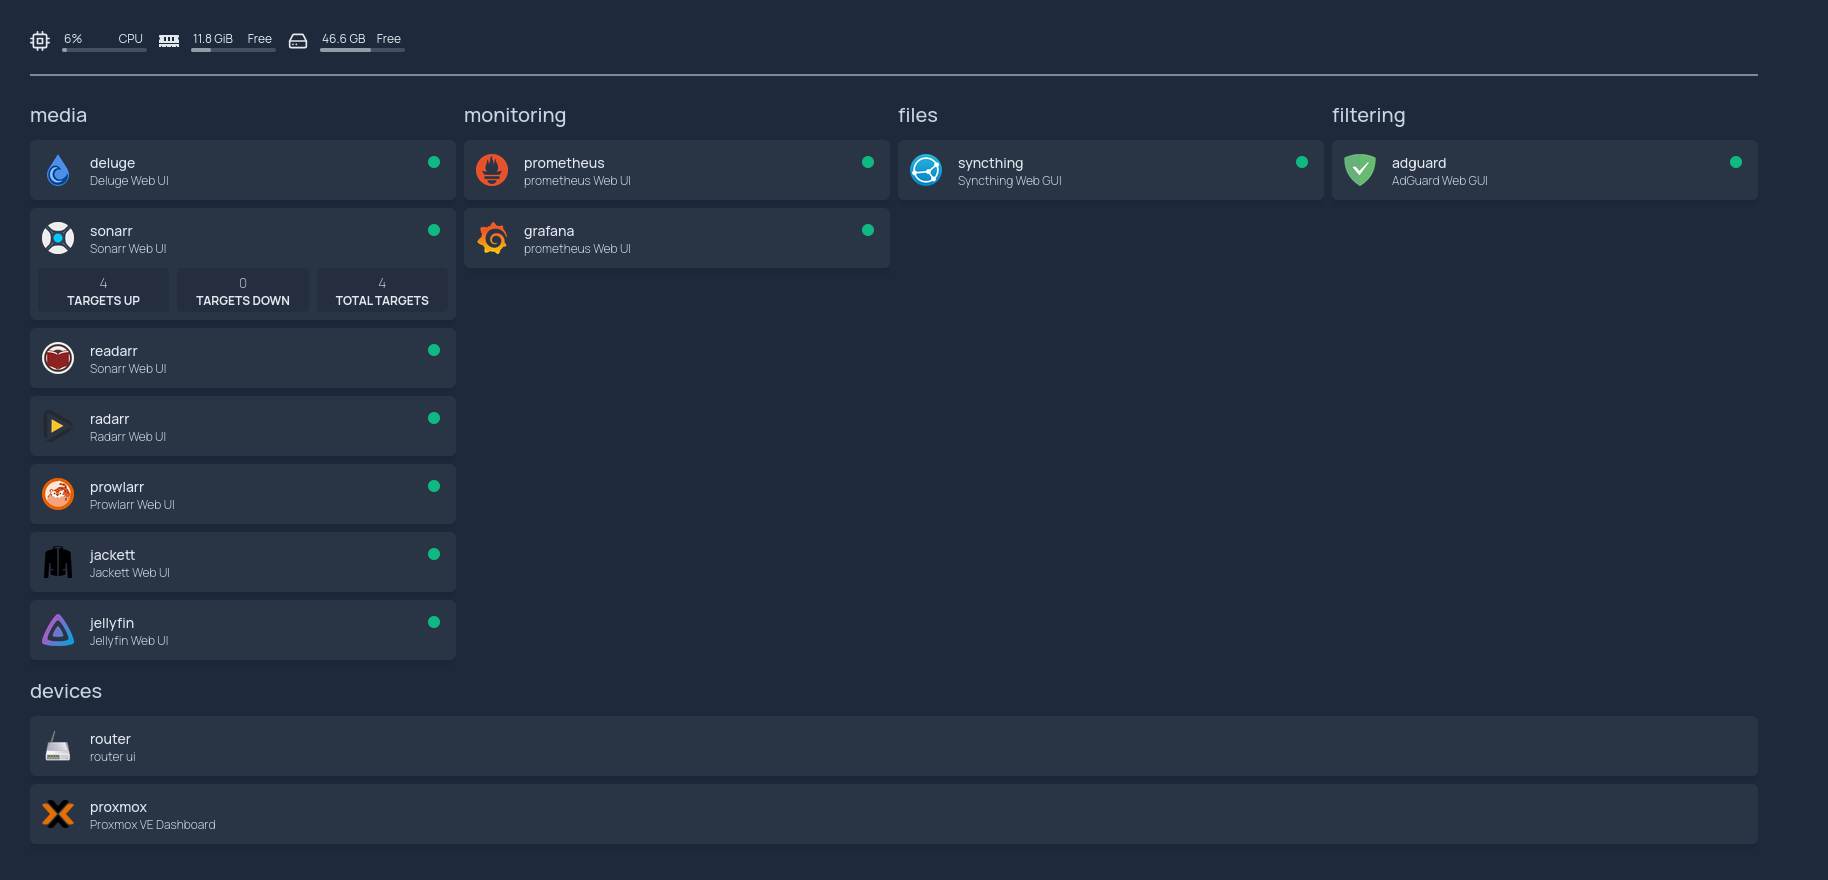 6% CPU 11.8 GiB Free 46.6 GB Free
media
deluge
Deluge Web UI
sonarr
Sonarr Web UI
4 0 4
TARGETS UP TARGETS DOWN TOTAL TARGETS
readarr
Sonarr Web UI
radarr
Radarr Web UI
prowlarr
Prowlarr Web UI
jackett
Jackett Web UI
jellyfin
Jellyfin Web UI
monitoring
prometheus
prometheus Web UI
grafana
prometheus Web UI
files
syncthing
Syncthing Web GUI
filtering
adguard
AdGuard Web GUI
devices
router
router ui
proxmox
Proxmox VE Dashboard